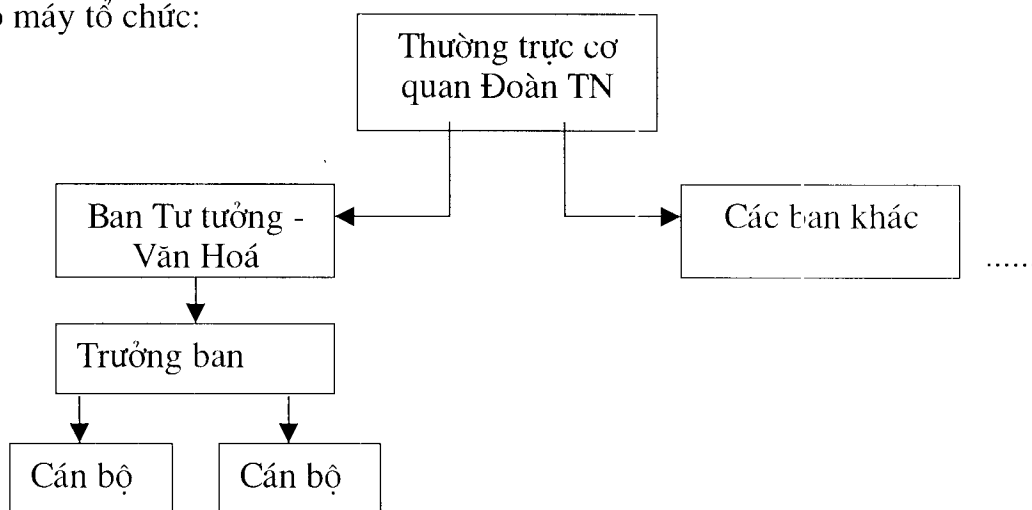 máy tổ chức:
Thường trực cơ
quan Đoàn TN
Ban Tư tưởng -
Văn Hoá
Các ban khác
.....
Trưởng ban
Cán bộ
Cán bộ